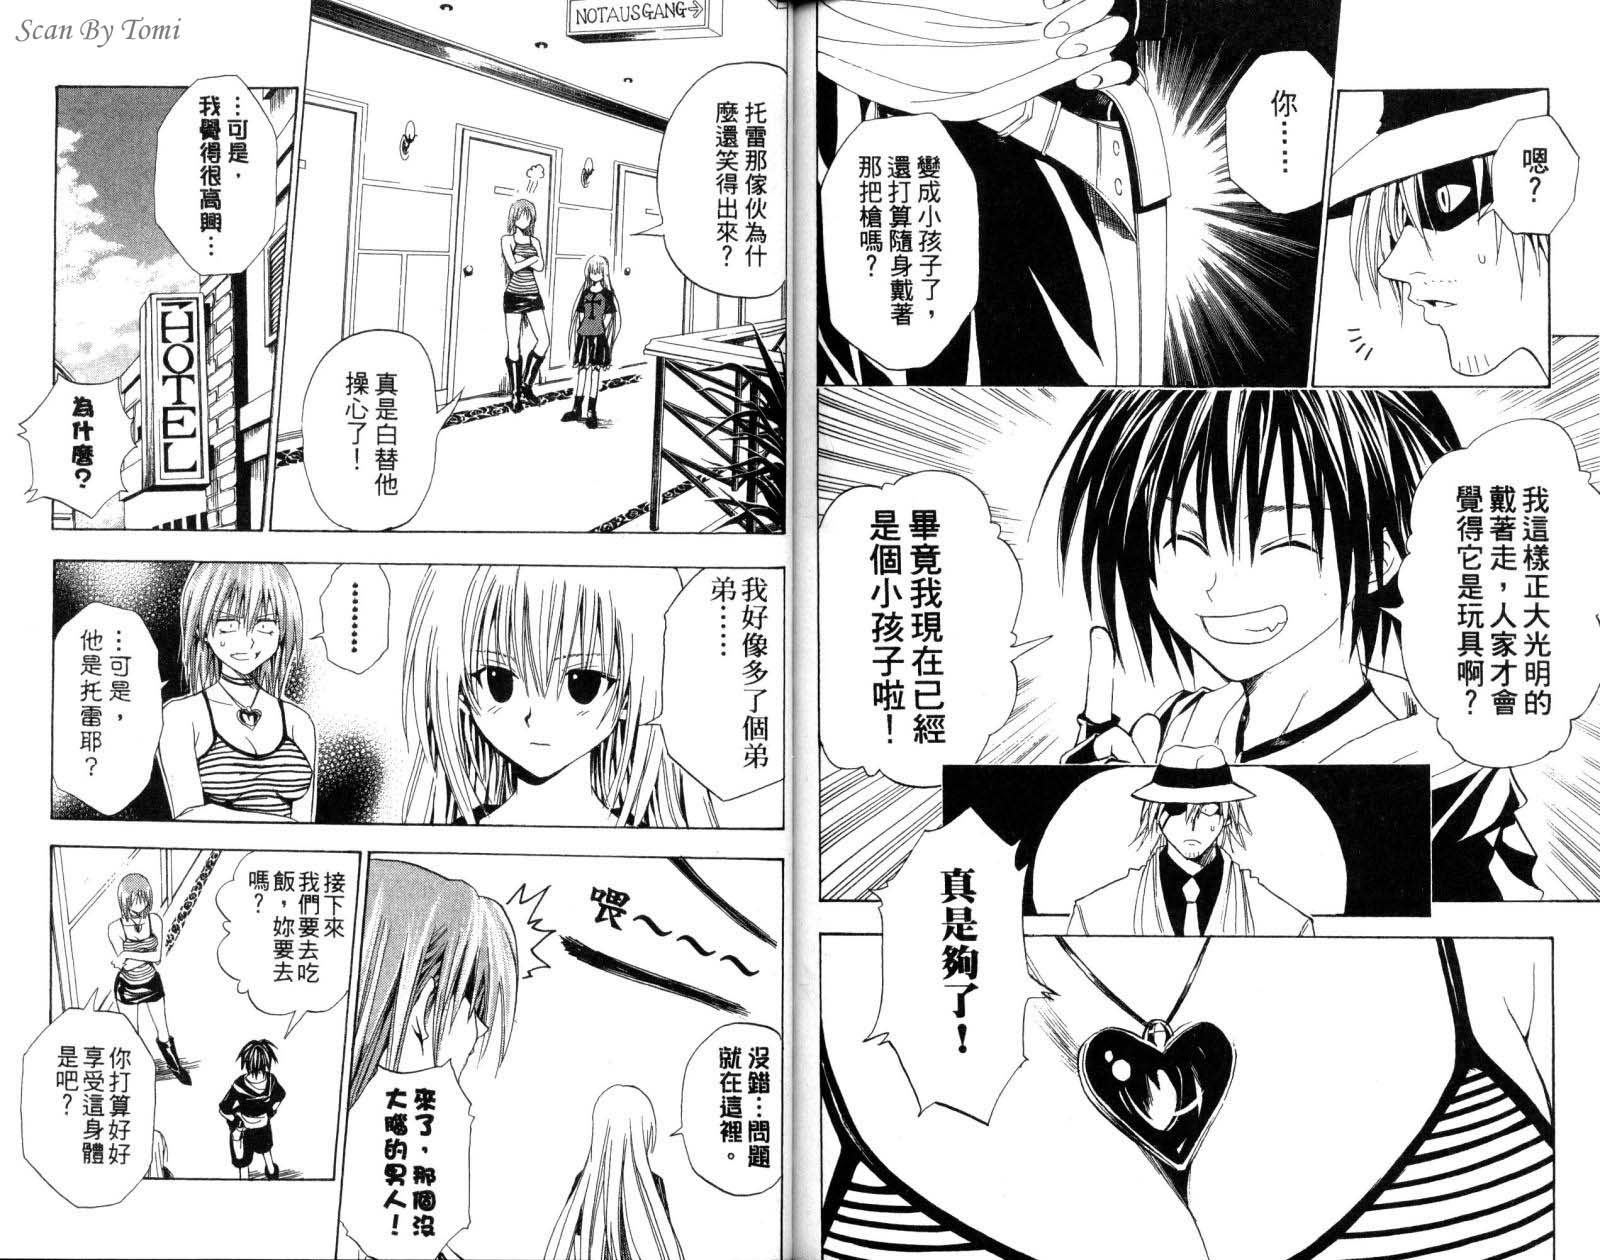 Scan By Tomi
嗯?
你……
變成小孩子了，
還打算隨身戴著
那把槍嗎?
我這樣正大光明的
戴著走，人家才會
覺得它是玩具啊?
畢竟我現在已經
是個小孩子啦!
真是夠了!
NOTAUSGANG
托雷那傢伙為什
麼還笑得出來?
真是白替他
操心了!
…可是，
我覺得很高興…
HOTEL
為什麼?
我好像多了個弟
弟……
………
…可是，
他是托雷耶?
喂～～～～
沒錯…問題
就在這裡。
來了，那個沒
大腦的男人!
接下來
我們要去吃
飯，妳要去
嗎?
你打算好好
享受這身體
是吧?